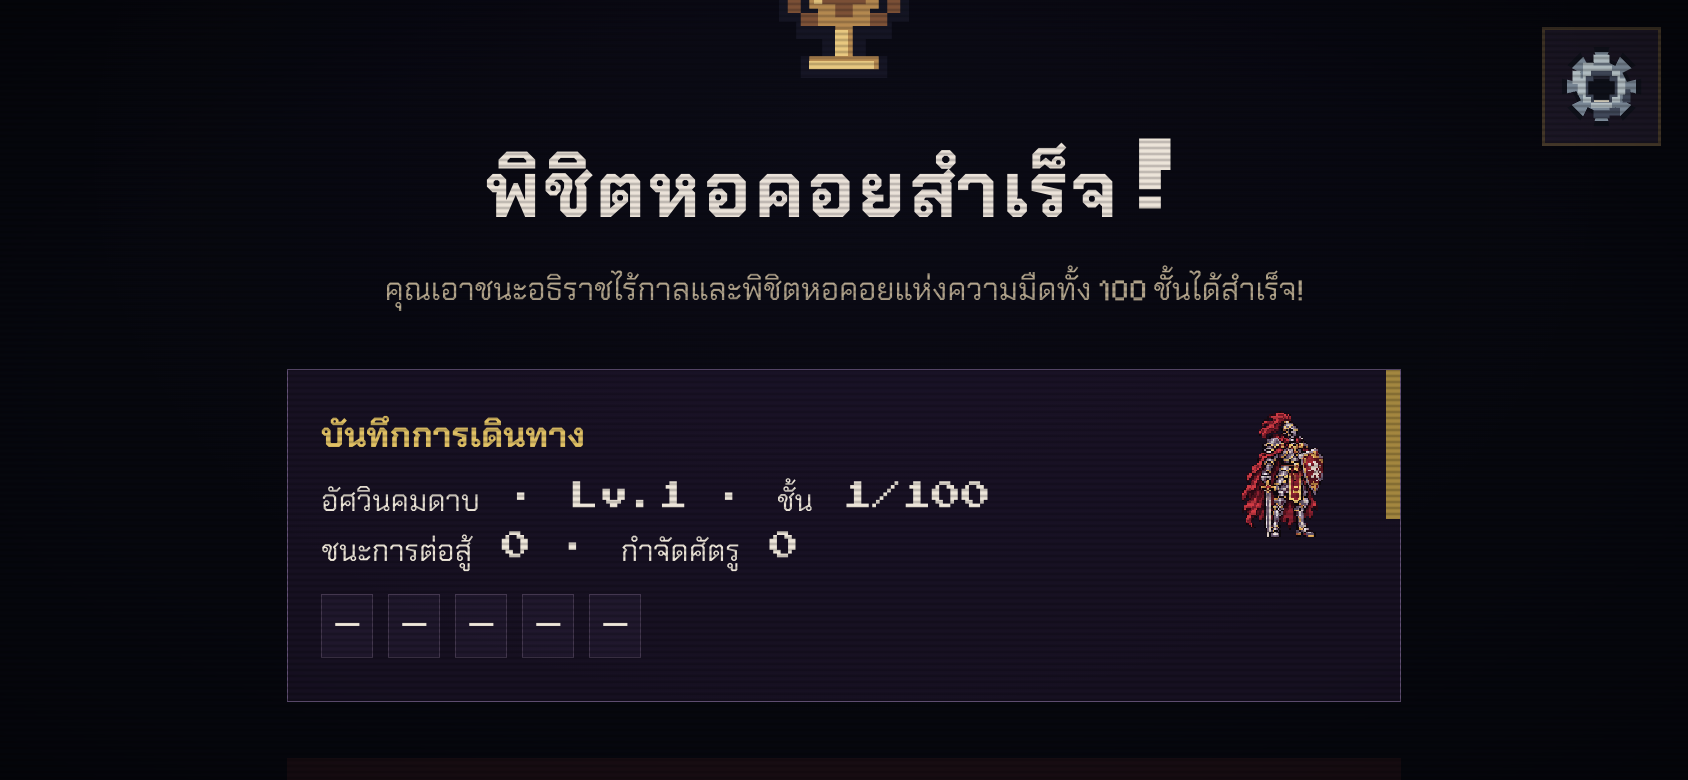 พิชิตหอคอยสำเร็จ!
คุณเอาชนะอธิราชไร้กาลและพิชิตหอคอยแห่งความมืดทั้ง 100 ชั้นได้สำเร็จ!
บันทึกการเดินทาง
อัศวินคมดาบ · Lv.1 · ชั้น 1/100
ชนะการต่อสู้ 0 · กำจัดศัตรู 0
— — — — —